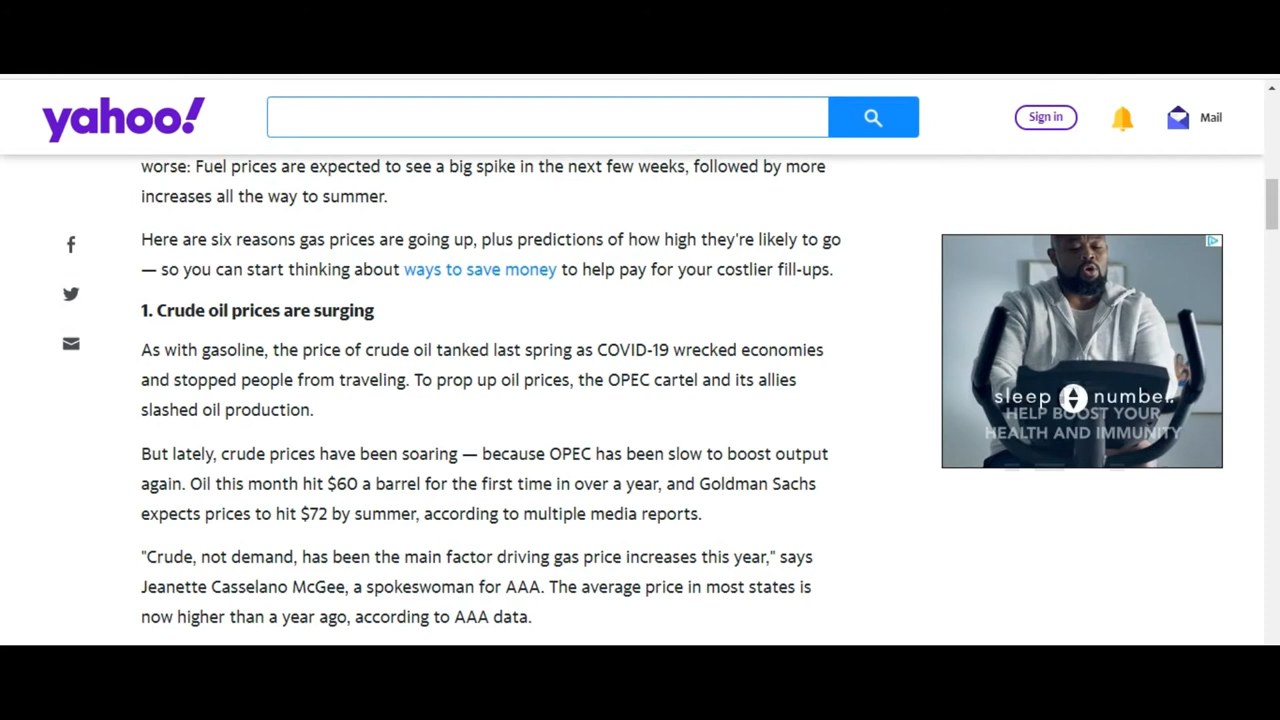 yahoo!
Sign in
Mail
worse: Fuel prices are expected to see a big spike in the next few weeks, followed by more
increases all the way to summer.
Here are six reasons gas prices are going up, plus predictions of how high they're likely to go
— so you can start thinking about ways to save money to help pay for your costlier fill-ups.
1. Crude oil prices are surging
As with gasoline, the price of crude oil tanked last spring as COVID-19 wrecked economies
and stopped people from traveling. To prop up oil prices, the OPEC cartel and its allies
slashed oil production.
But lately, crude prices have been soaring — because OPEC has been slow to boost output
again. Oil this month hit $60 a barrel for the first time in over a year, and Goldman Sachs
expects prices to hit $72 by summer, according to multiple media reports.
"Crude, not demand, has been the main factor driving gas price increases this year," says
Jeanette Casselano McGee, a spokeswoman for AAA. The average price in most states is
now higher than a year ago, according to AAA data.
sleep number.
HELP BOOST YOUR
HEALTH AND IMMUNITY